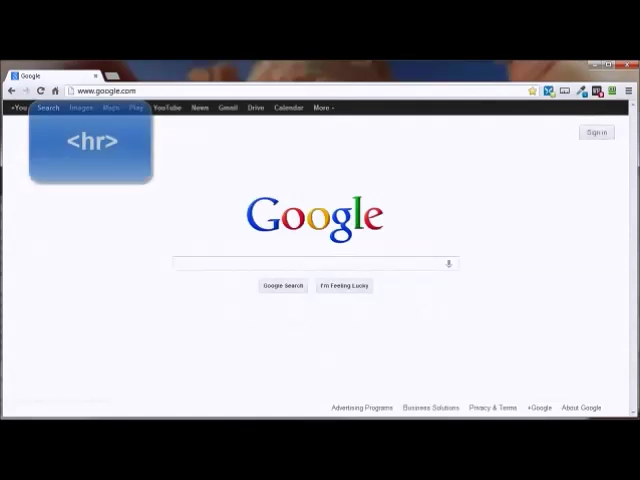 Google
www.google.com
+You Search Images Maps Play YouTube News Gmail Drive Calendar More
<hr>
Sign in
Google
Google Search I'm Feeling Lucky
Advertising Programs Business Solutions Privacy & Terms +Google About Google